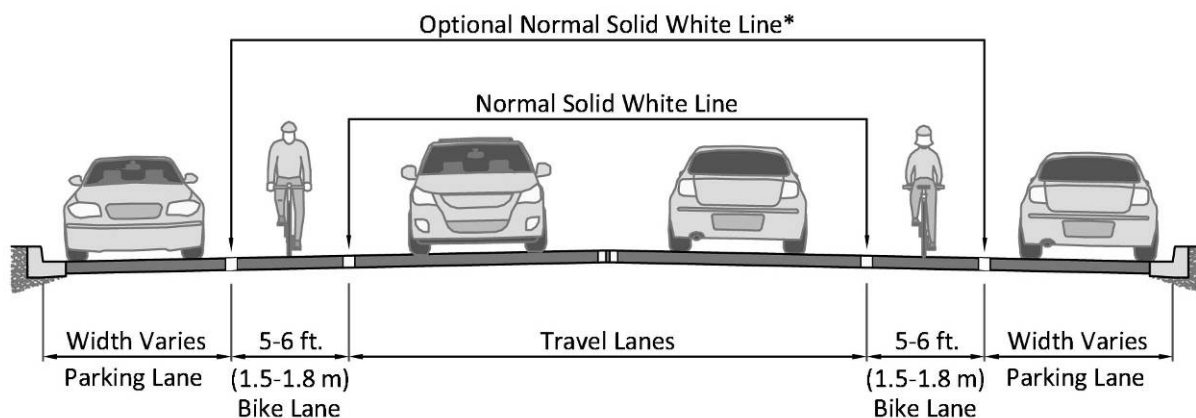 Optional Normal Solid White Line*
Normal Solid White Line
Width Varies
5-6 ft.
Travel Lanes
5-6 ft.
Width Varies
Parking Lane
(1.5-1.8 m)
(1.5-1.8 m)
Parking Lane
Bike Lane
Bike Lane